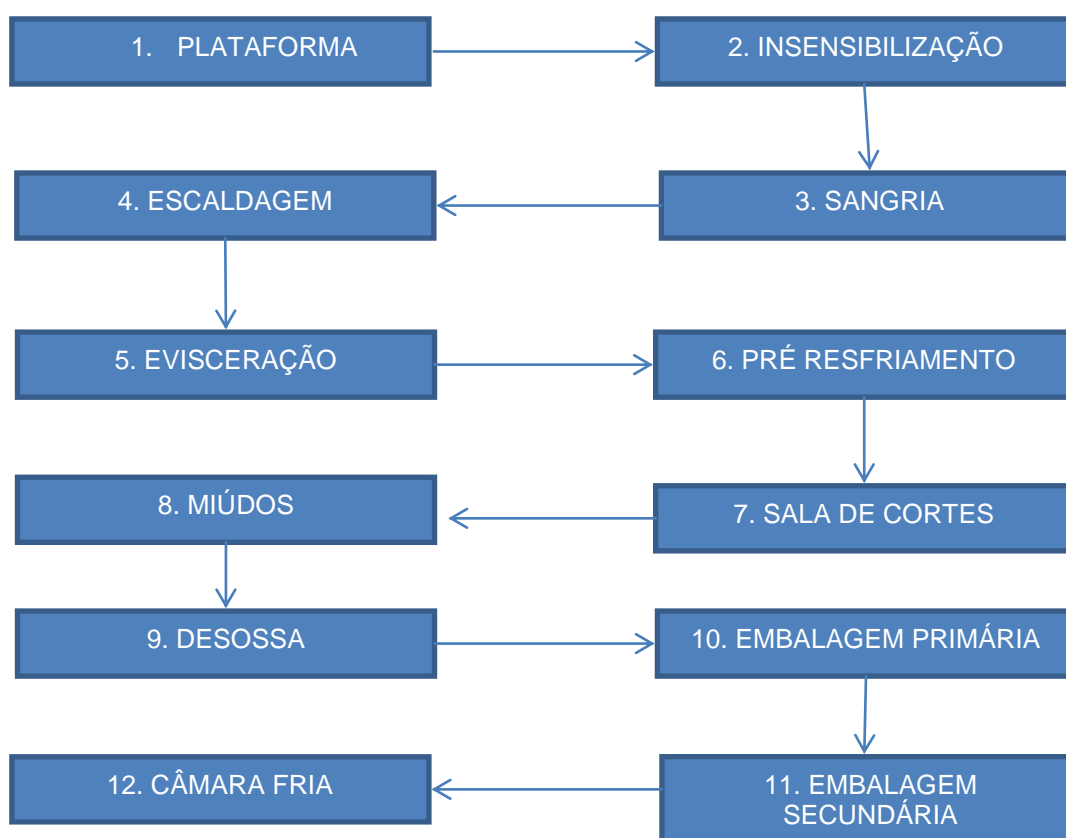 1. PLATAFORMA
2. INSENSIBILIZAÇÃO
3. SANGRIA
4. ESCALDAGEM
5. EVISCERAÇÃO
6. PRÉ RESFRIAMENTO
7. SALA DE CORTES
8. MIÚDOS
9. DESOSSA
10. EMBALAGEM PRIMÁRIA
11. EMBALAGEM
SECUNDÁRIA
12. CÂMARA FRIA